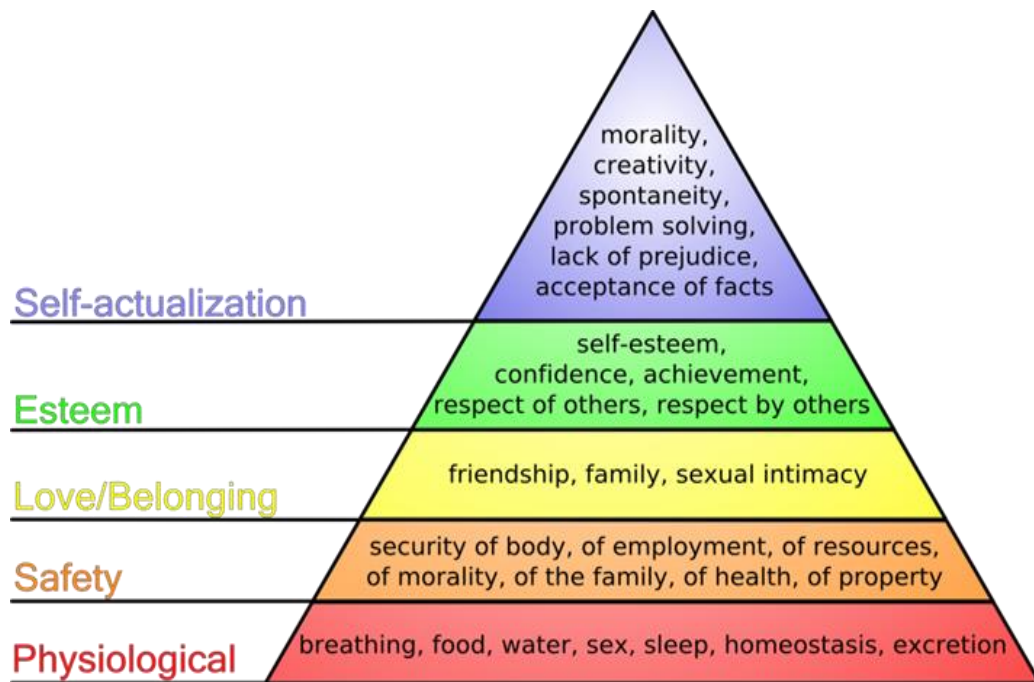 morality,
creativity,
spontaneity,
problem solving,
lack of prejudice,
acceptance of facts
Self-actualization
self-esteem,
confidence, achievement,
respect of others, respect by others
Esteem
friendship, family, sexual intimacy
Love/Belonging
security of body, of employment, of resources,
of morality, of the family, of health, of property
Safety
breathing, food, water, sex, sleep, homeostasis, excretion
Physiological